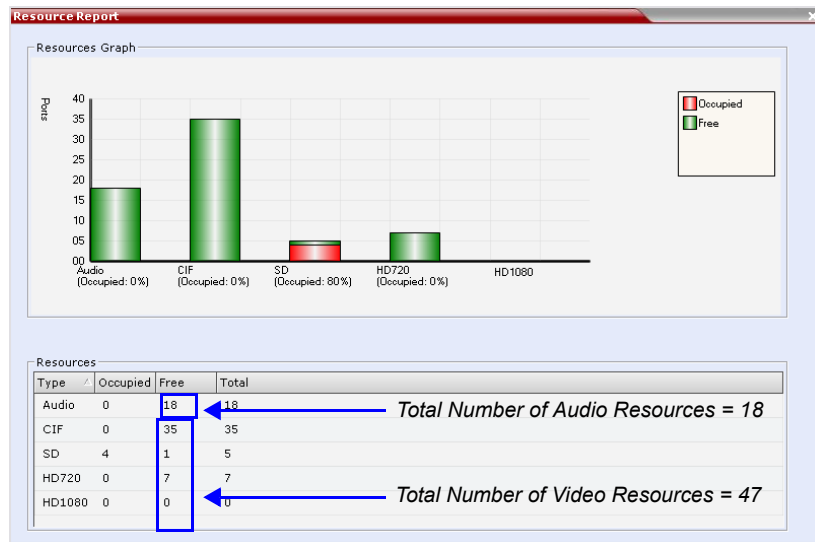 Resource Report
x
Resources Graph
Ports
40
35
30
25
20
15
10
05
00
Occupied
Free
Audio
(Occupied: 0%)
CIF
(Occupied: 0%)
SD
(Occupied: 80%)
HD720
(Occupied: 0%)
HD1080
Resources
Type Occupied Free Total
Audio 0 18 18 Total Number of Audio Resources = 18
CIF 0 35 35
SD 4 1 5
HD720 0 7 7
HD1080 0 0 0 Total Number of Video Resources = 47